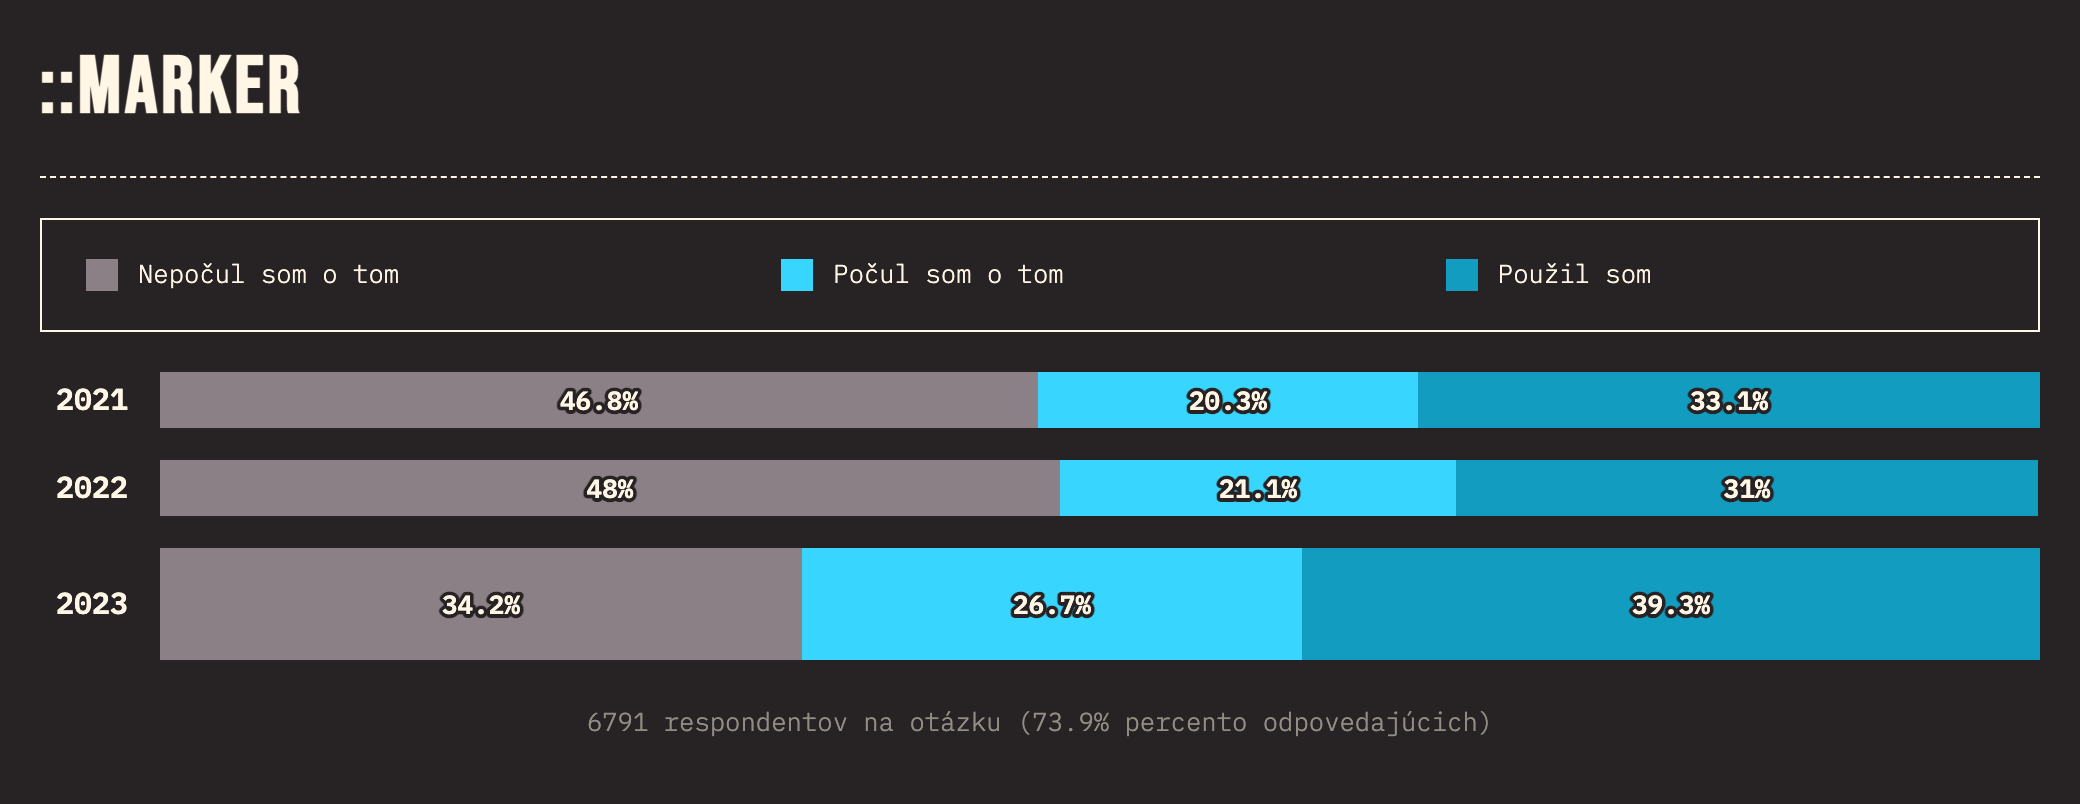 ::MARKER
Nepočul som o tom Počul som o tom Použil som
2021 46.8% 20.3% 33.1%
2022 48% 21.1% 31%
2023 34.2% 26.7% 39.3%
6791 respondentov na otázku (73.9% percento odpovedajúcich)